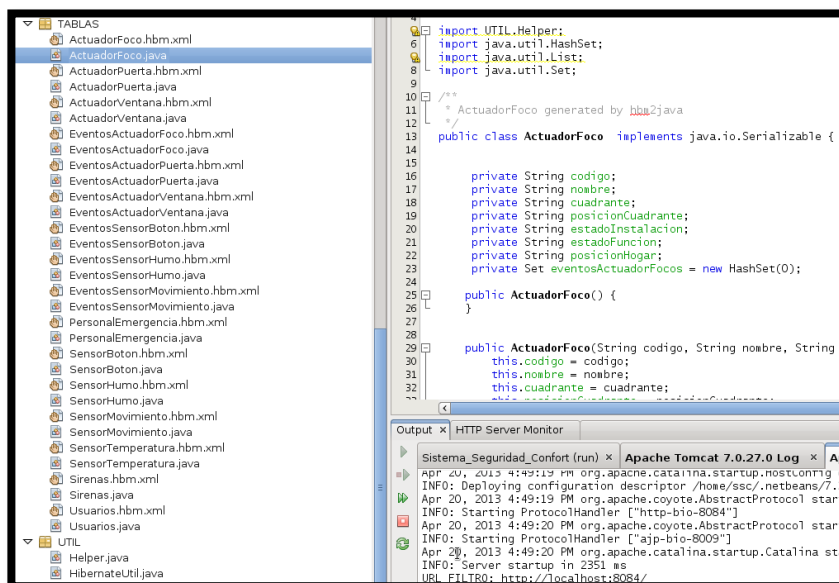 TABLAS
ActuadorFoco.hbm.xml
ActuadorFoco.java
ActuadorPuerta.hbm.xml
ActuadorPuerta.java
ActuadorVentana.hbm.xml
ActuadorVentana.java
EventosActuadorFoco.hbm.xml
EventosActuadorFoco.java
EventosActuadorPuerta.hbm.xml
EventosActuadorPuerta.java
EventosActuadorVentana.hbm.xml
EventosActuadorVentana.java
EventosSensorBoton.hbm.xml
EventosSensorBoton.java
EventosSensorHumo.hbm.xml
EventosSensorHumo.java
EventosSensorMovimiento.hbm.xml
EventosSensorMovimiento.java
PersonalEmergencia.hbm.xml
PersonalEmergencia.java
SensorBoton.hbm.xml
SensorBoton.java
SensorHumo.hbm.xml
SensorHumo.java
SensorMovimiento.hbm.xml
SensorMovimiento.java
SensorTemperatura.hbm.xml
SensorTemperatura.java
Sirenas.hbm.xml
Sirenas.java
Usuarios.hbm.xml
Usuarios.java
UTIL
Helper.java
HibernateUtil.java
import UTIL.Helper;
6 import java.util.HashSet;
import java.util.List;
8 import java.util.Set;
9
10 /**
11 * ActuadorFoco generated by hbm2java
12 */
13 public class ActuadorFoco implements java.io.Serializable {
14
15
16 private String codigo;
17 private String nombre;
18 private String cuadrante;
19 private String posicionCuadrante;
20 private String estadoInstalacion;
21 private String estadoFuncion;
22 private String posicionHogar;
23 private Set eventosActuadorFocos = new HashSet(0);
24
25 public ActuadorFoco() {
26 }
27
28
29 public ActuadorFoco(String codigo, String nombre, String
30 this.codigo = codigo;
31 this.nombre = nombre;
32 this.cuadrante = cuadrante;
Output × HTTP Server Monitor
Sistema_Seguridad_Confort (run) × Apache Tomcat 7.0.27.0 Log × A
Apr 20, 2013 4:49:19 PM org.apache.catalina.startup.HostConfig
INFO: Deploying configuration descriptor /home/ssc/.netbeans/7.
Apr 20, 2013 4:49:19 PM org.apache.coyote.AbstractProtocol star
INFO: Starting ProtocolHandler ["http-bio-8084"]
Apr 20, 2013 4:49:20 PM org.apache.coyote.AbstractProtocol star
INFO: Starting ProtocolHandler ["ajp-bio-8009"]
Apr 20, 2013 4:49:20 PM org.apache.catalina.startup.Catalina st
INFO: Server startup in 2351 ms
URL FILTRO: http://localhost:8084/